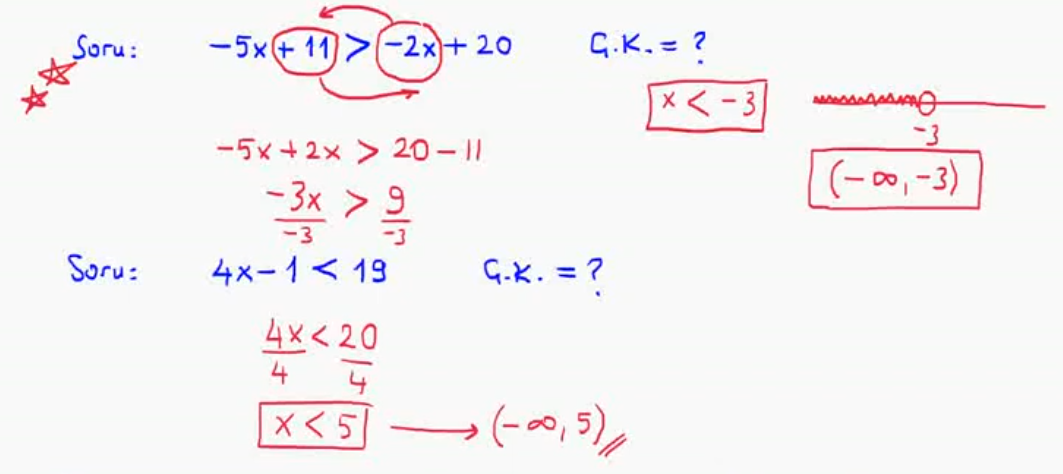 Soru: -5x + 11 > -2x + 20 G.K. = ?
x < -3
-3
(-∞, -3)
-5x + 2x > 20 - 11
-3x/-3 > 9/-3
Soru: 4x - 1 < 19 G.K. = ?
4x/4 < 20/4
x < 5 → (-∞, 5)